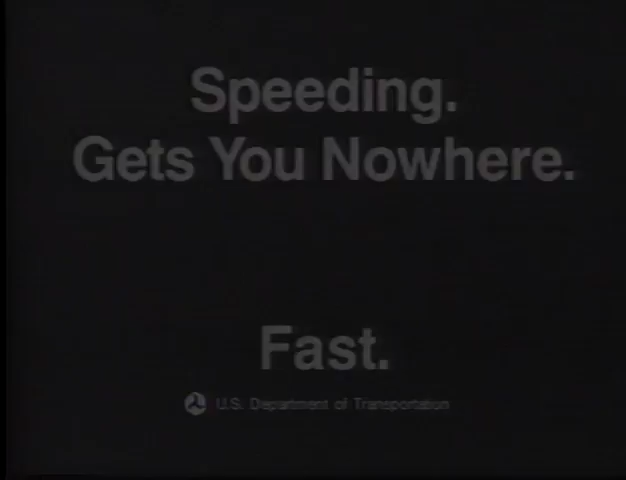 Speeding.
Gets You Nowhere.
Fast.
U.S. Department of Transportation